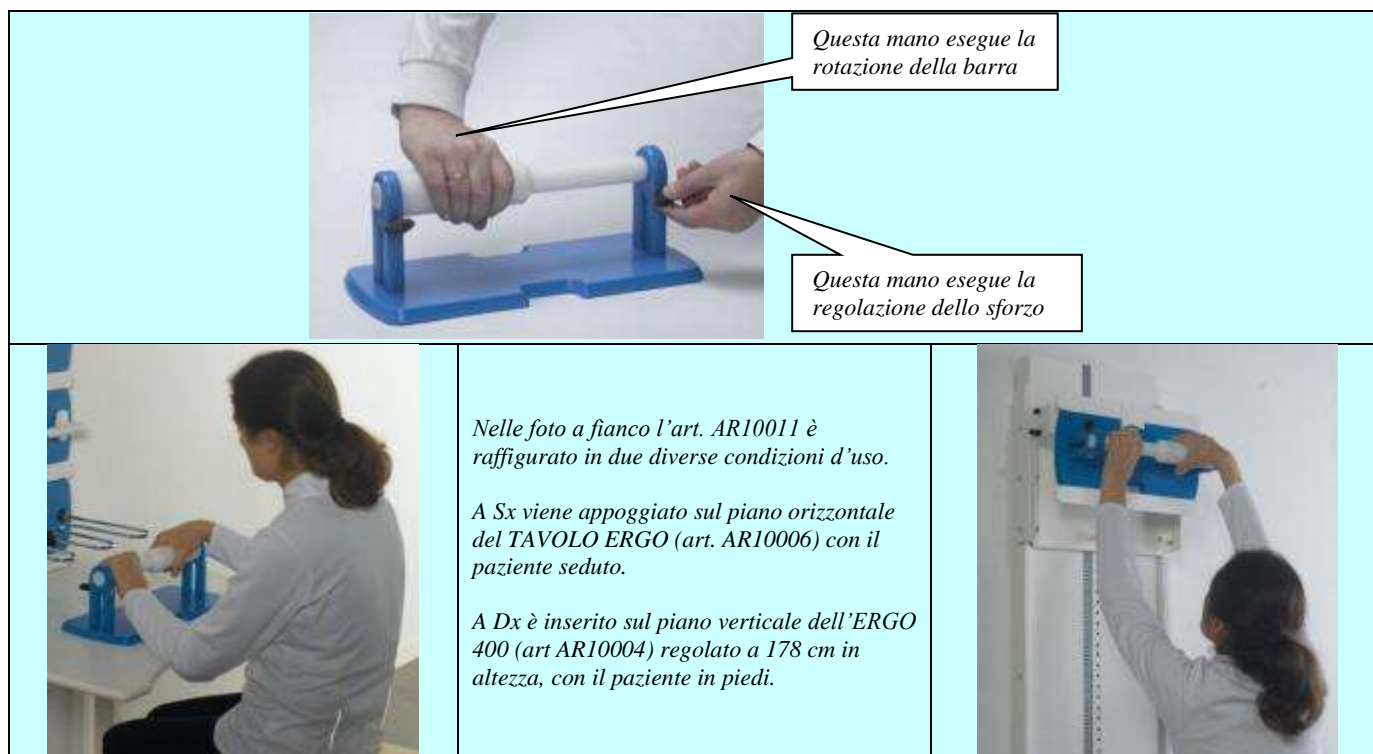 Questa mano esegue la
rotazione della barra
Questa mano esegue la
regolazione dello sforzo
Nelle foto a fianco l’art. AR10011 è
raffigurato in due diverse condizioni d’uso.
A Sx viene appoggiato sul piano orizzontale
del TAVOLO ERGO (art. AR10006) con il
paziente seduto.
A Dx è inserito sul piano verticale dell’ERGO
400 (art AR10004) regolato a 178 cm in
altezza, con il paziente in piedi.